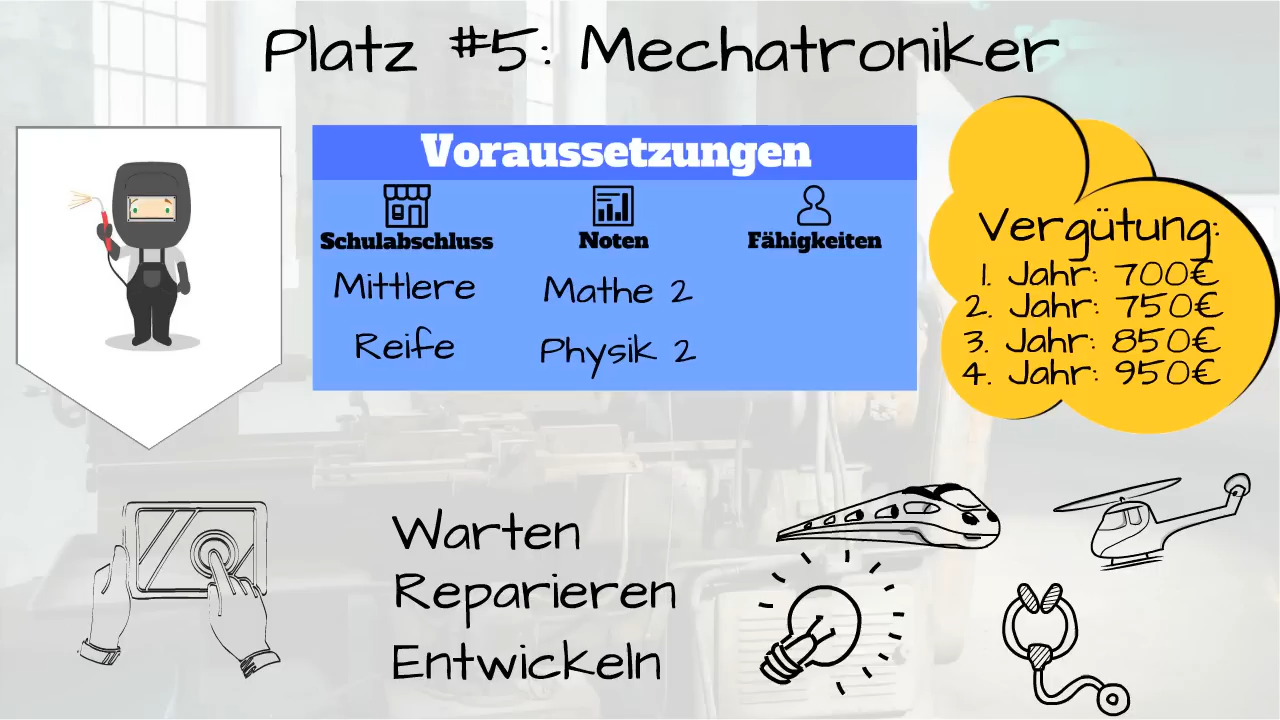 Platz #5: Mechatroniker
Voraussetzungen
Schulabschluss Noten Fähigkeiten
Mittlere Mathe 2
Reife Physik 2
Vergütung:
1. Jahr: 700€
2. Jahr: 750€
3. Jahr: 850€
4. Jahr: 950€
Warten
Reparieren
Entwickeln